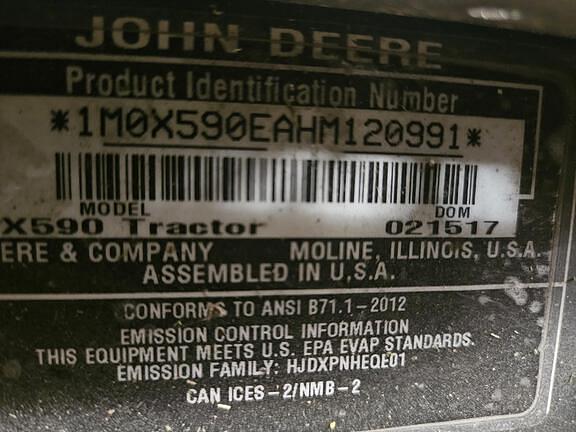 JOHN DEERE
Product Identification Number
*1M0X590EAHM120991*
MODEL DOM
X590 Tractor 021517
ERE & COMPANY MOLINE, ILLINOIS, U.S.A.
ASSEMBLED IN U.S.A.
CONFORMS TO ANSI B71.1-2012
EMISSION CONTROL INFORMATION
THIS EQUIPMENT MEETS U.S. EPA EVAP STANDARDS.
EMISSION FAMILY: HJDXPNHEQL01
CAN ICES-2/NMB-2